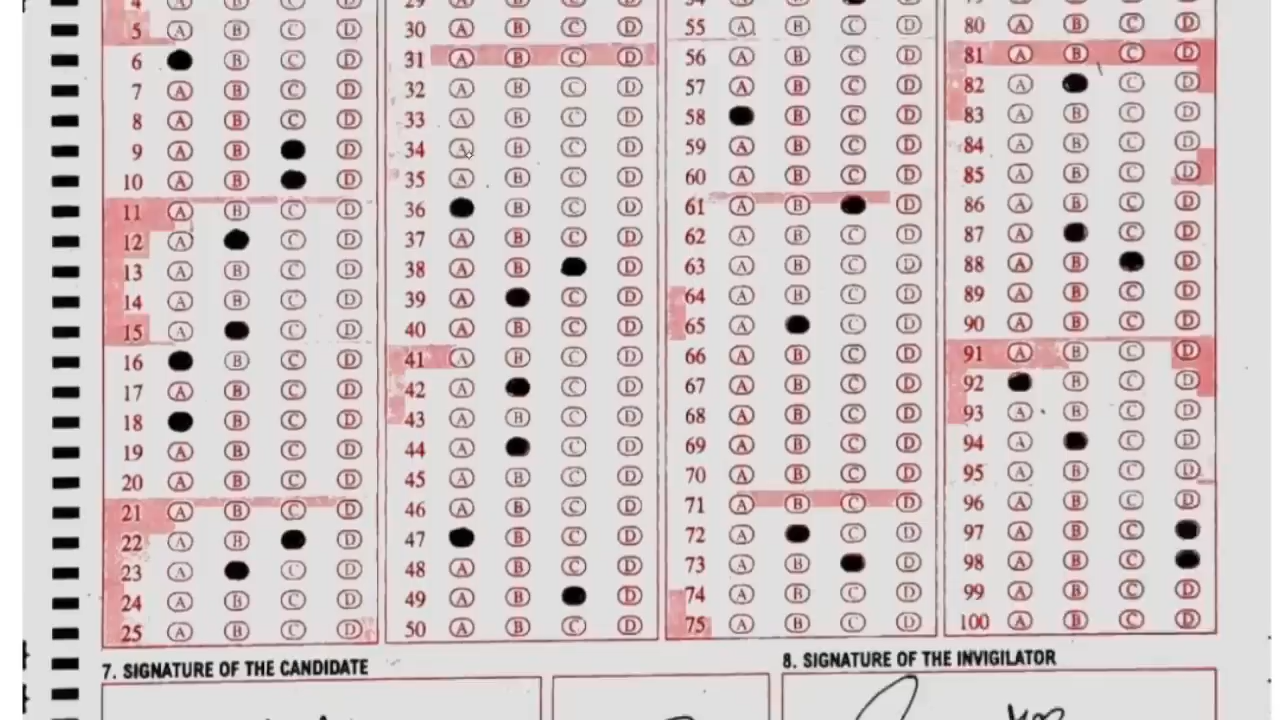 5 A B C D
6 B C D
7 A B C D
8 A B C D
9 A B D
10 A B D
11 A B C D
12 A C D
13 A B C D
14 A B C D
15 A C D
16 B C D
17 A B C D
18 B C D
19 A B C D
20 A B C D
21 A B C D
22 A B D
23 A C D
24 A B C D
25 A B C D
30 A B C D
31 A B C D
32 A B C D
33 A B C D
34 A B C D
35 A B C D
36 B C D
37 A B C D
38 A B D
39 A C D
40 A B C D
41 A B C D
42 A C D
43 A B C D
44 A C D
45 A B C D
46 A B C D
47 B C D
48 A B C D
49 A B D
50 A B C D
55 A B C D
56 A B C D
57 A B C D
58 B C D
59 A B C D
60 A B C D
61 A B D
62 A B C D
63 A B C D
64 A B C D
65 A C D
66 A B C D
67 A B C D
68 A B C D
69 A B C D
70 A B C D
71 A B C D
72 A C D
73 A B D
74 A B C D
75 A B C D
80 A B C D
81 A B C D
82 A C D
83 A B C D
84 A B C D
85 A B C D
86 A B C D
87 A C D
88 A B D
89 A B C D
90 A B C D
91 A B C D
92 B C D
93 A B C D
94 A C D
95 A B C D
96 A B C D
97 A B C
98 A B C
99 A B C D
100 A B C D
7. SIGNATURE OF THE CANDIDATE
8. SIGNATURE OF THE INVIGILATOR